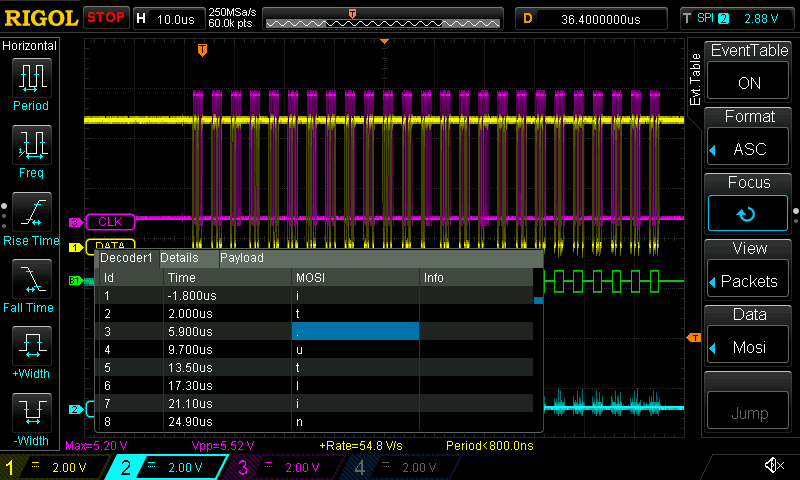 RIGOL STOP H 10.0us 250MSa/s 60.0k pts T D 36.4000000us T SPI 2 2.88 V
Horizontal
Period
Freq
Rise Time
Fall Time
+Width
-Width
T
3 CLK
1 DATA
B1
2
T
Decoder1 Details Payload
Id Time MOSI Info
1 -1.800us i
2 2.000us t
3 5.900us .
4 9.700us u
5 13.50us t
6 17.30us l
7 21.10us i
8 24.90us n
Max=5.20 V Vpp=5.52 V +Rate=54.8 V/s Period<800.0ns
Evt Table
EventTable
ON
Format
ASC
Focus
View
Packets
Data
Mosi
Jump
1 2.00 V 2 2.00 V 3 2.00 V 4 2.00 V